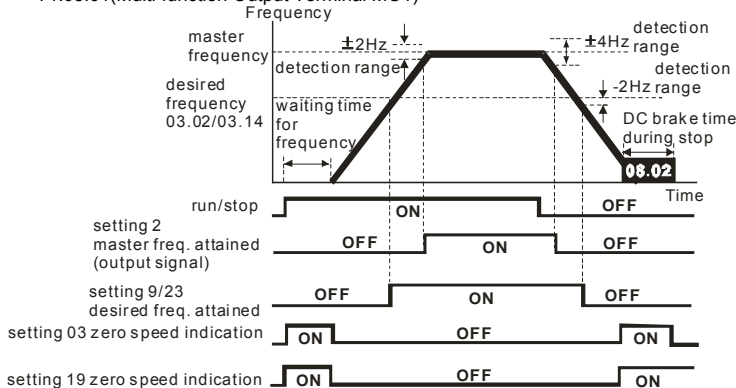 Frequency
master
frequency
±2Hz
detection range
±4Hz
detection
range
desired
frequency
03.02/03.14
waiting time
for
frequency
detection
-2Hz range
DC brake time
during stop
08.02
Time
run/stop
ON
OFF
setting 2
master freq. attained
(output signal)
OFF
ON
OFF
setting 9/23
desired freq. attained
OFF
ON
OFF
setting 03 zero speed indication
ON
OFF
ON
setting 19 zero speed indication
ON
OFF
ON